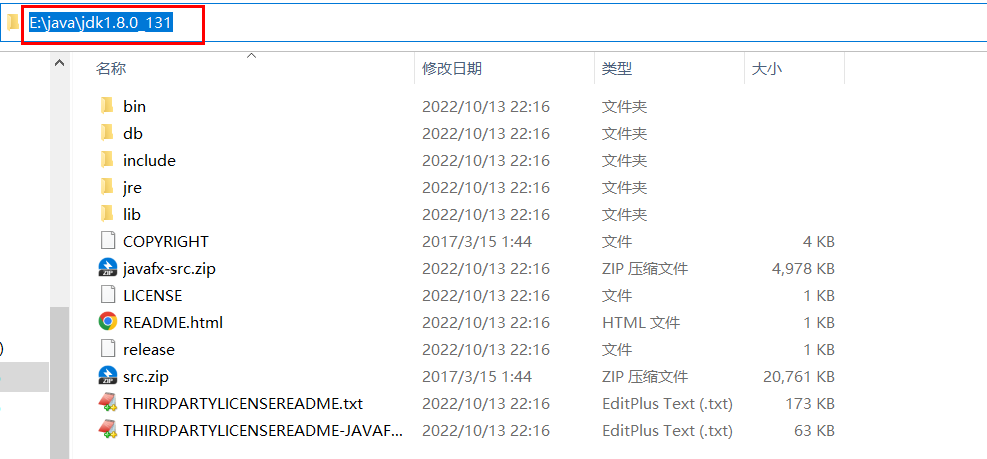 E:\java\jdk1.8.0_131
名称 修改日期 类型 大小
bin 2022/10/13 22:16 文件夹
db 2022/10/13 22:16 文件夹
include 2022/10/13 22:16 文件夹
jre 2022/10/13 22:16 文件夹
lib 2022/10/13 22:16 文件夹
COPYRIGHT 2017/3/15 1:44 文件 4 KB
javafx-src.zip 2022/10/13 22:16 ZIP 压缩文件 4,978 KB
LICENSE 2022/10/13 22:16 文件 1 KB
README.html 2022/10/13 22:16 HTML 文件 1 KB
release 2022/10/13 22:16 文件 1 KB
src.zip 2017/3/15 1:44 ZIP 压缩文件 20,761 KB
THIRDPARTYLICENSEREADME.txt 2022/10/13 22:16 EditPlus Text (.txt) 173 KB
THIRDPARTYLICENSEREADME-JAVAF... 2022/10/13 22:16 EditPlus Text (.txt) 63 KB